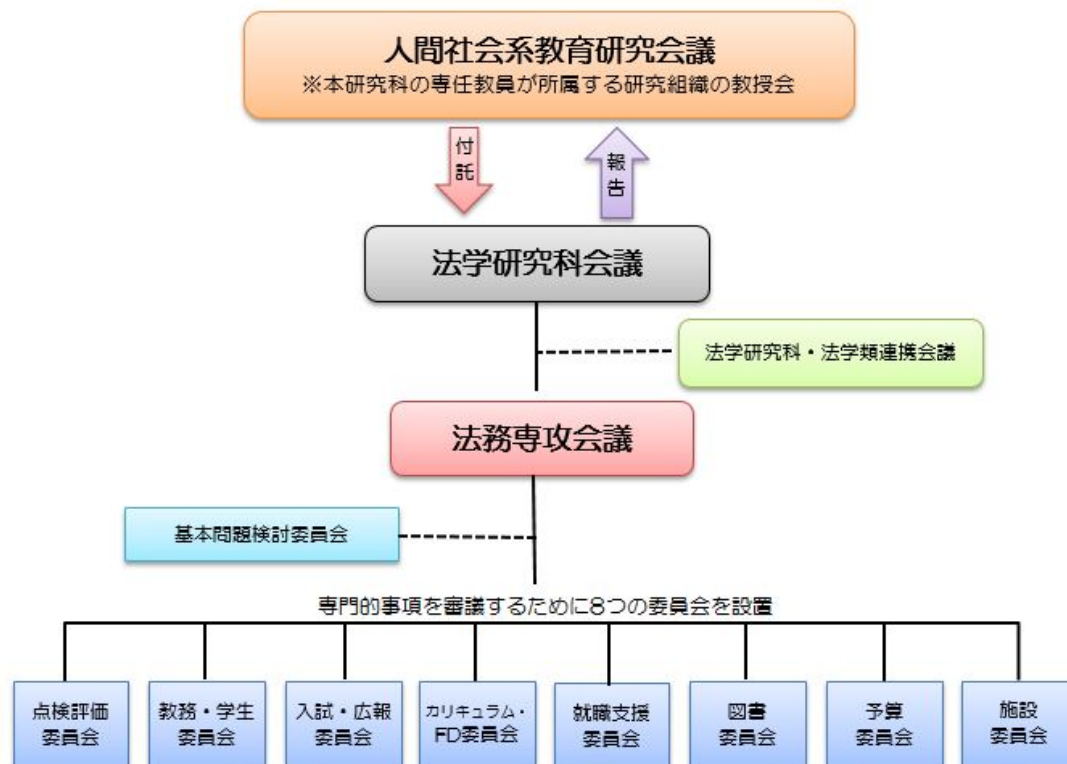 人間社会系教育研究会議
※本研究科の専任教員が所属する研究組織の教授会
付託
報告
法学研究科会議
法学研究科・法学類連携会議
法務専攻会議
基本問題検討委員会
専門的事項を審議するために8つの委員会を設置
点検評価
委員会
教務・学生
委員会
入試・広報
委員会
カリキュラム・
FD委員会
就職支援
委員会
図書
委員会
予算
委員会
施設
委員会